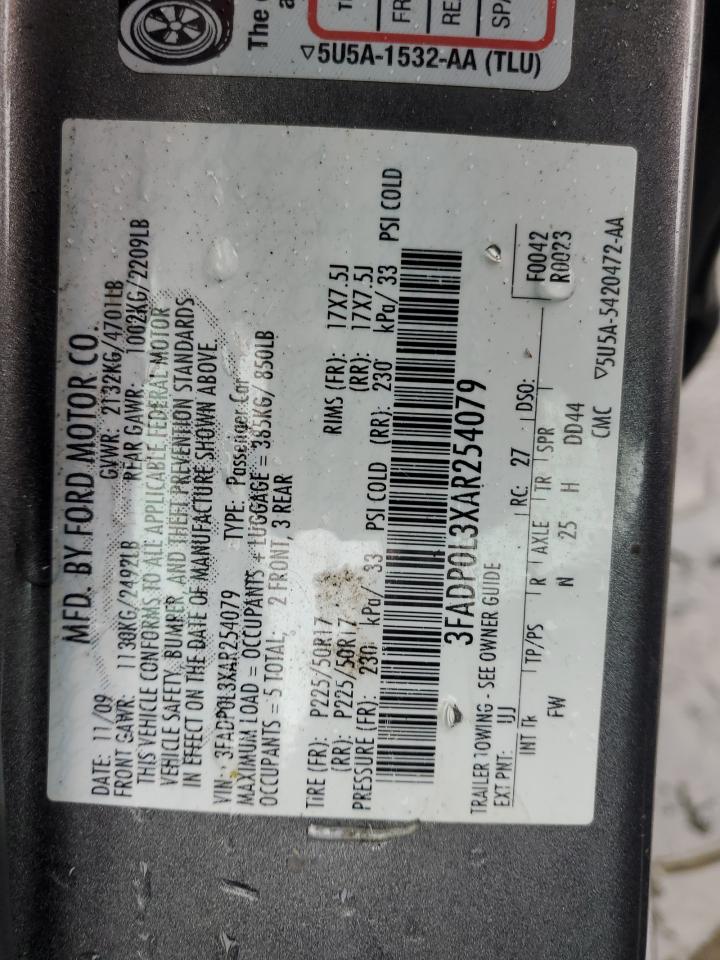 The
FR
RE
SPA
▽5U5A-1532-AA (TLU)
MFD. BY FORD MOTOR CO.
DATE: 11/09 GVWR: 2132KG/4701LB
FRONT GAWR: 1130KG/2492LB REAR GAWR: 1002KG/2209LB
THIS VEHICLE CONFORMS TO ALL APPLICABLE FEDERAL MOTOR
VEHICLE SAFETY, BUMPER, AND THEFT PREVENTION STANDARDS
IN EFFECT ON THE DATE OF MANUFACTURE SHOWN ABOVE.
VIN: 3FADP0L3XAR254079 TYPE: Passenger Car
MAXIMUM LOAD = OCCUPANTS + LUGGAGE = 385KG/ 850LB
OCCUPANTS = 5 TOTAL, 2 FRONT, 3 REAR
TIRE (FR): P225/50R17 RIMS (FR): 17X7.5J
(RR): P225/50R17 (RR): 17X7.5J
PRESSURE (FR): 230 kPa/ 33 PSI COLD (RR): 230 kPa/ 33 PSI COLD
3FADP0L3XAR254079
TRAILER TOWING - SEE OWNER GUIDE
EXT PNT: UJ RC: 27 DSO: F0042
INT TR TP/PS R AXLE TR SPR R0023
FW N 25 H DD44
CMC ▽5U5A-5420472-AA